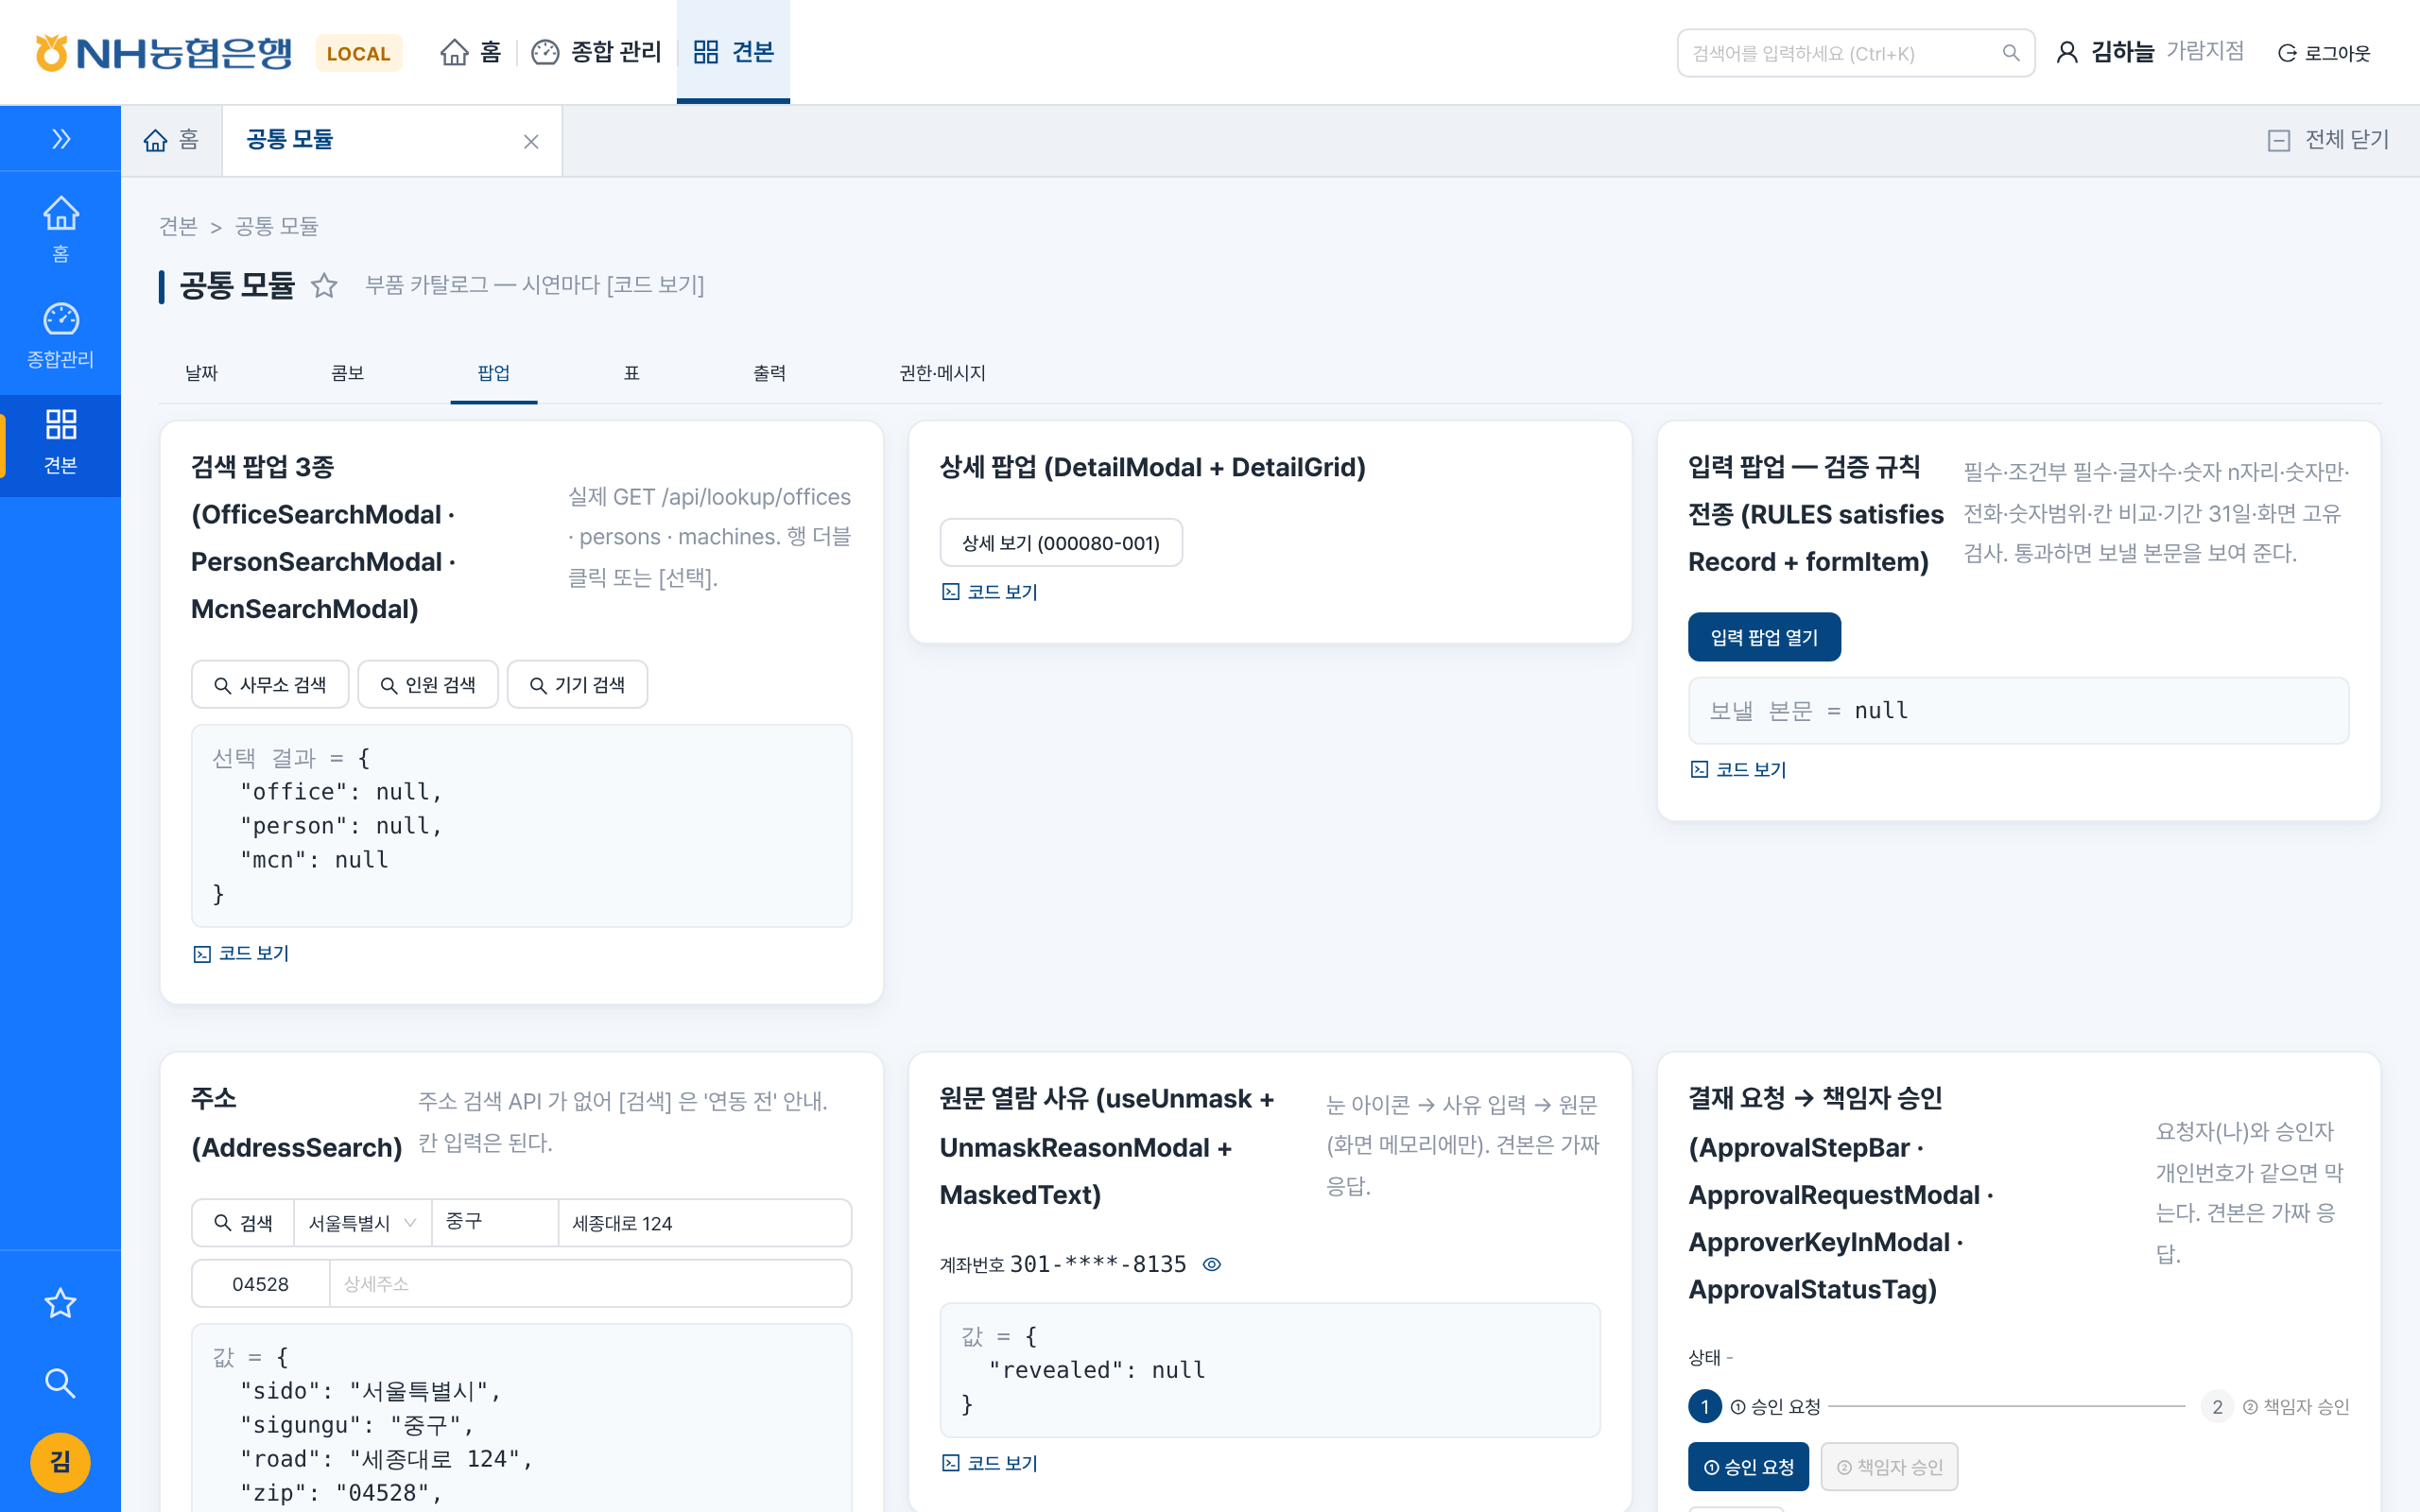 NH농협은행
LOCAL
홈
종합 관리
견본
검색어를 입력하세요 (Ctrl+K)
김하늘 가람지점
로그아웃
홈
공통 모듈
전체 닫기
홈
종합관리
견본
김
견본 > 공통 모듈
공통 모듈
부품 카탈로그 — 시연마다 [코드 보기]
날짜
콤보
팝업
표
출력
권한·메시지
검색 팝업 3종
(OfficeSearchModal ·
PersonSearchModal ·
McnSearchModal)
실제 GET /api/lookup/offices
· persons · machines. 행 더블
클릭 또는 [선택].
사무소 검색
인원 검색
기기 검색
선택 결과 = {
"office": null,
"person": null,
"mcn": null
}
코드 보기
상세 팝업 (DetailModal + DetailGrid)
상세 보기 (000080-001)
코드 보기
입력 팝업 — 검증 규칙
전종 (RULES satisfies
Record + formItem)
필수·조건부 필수·글자수·숫자 n자리·숫자만·
전화·숫자범위·칸 비교·기간 31일·화면 고유
검사. 통과하면 보낼 본문을 보여 준다.
입력 팝업 열기
보낼 본문 = null
코드 보기
주소
(AddressSearch)
주소 검색 API 가 없어 [검색] 은 '연동 전' 안내.
칸 입력은 된다.
검색
서울특별시
중구
세종대로 124
04528
상세주소
값 = {
"sido": "서울특별시",
"sigungu": "중구",
"road": "세종대로 124",
"zip": "04528",
원문 열람 사유 (useUnmask +
UnmaskReasonModal +
MaskedText)
눈 아이콘 → 사유 입력 → 원문
(화면 메모리에만). 견본은 가짜
응답.
계좌번호 301-****-8135
값 = {
"revealed": null
}
코드 보기
결재 요청 → 책임자 승인
(ApprovalStepBar ·
ApprovalRequestModal ·
ApproverKeyInModal ·
ApprovalStatusTag)
요청자(나)와 승인자
개인번호가 같으면 막
는다. 견본은 가짜 응
답.
상태 -
1 ① 승인 요청
2 ② 책임자 승인
① 승인 요청
② 책임자 승인